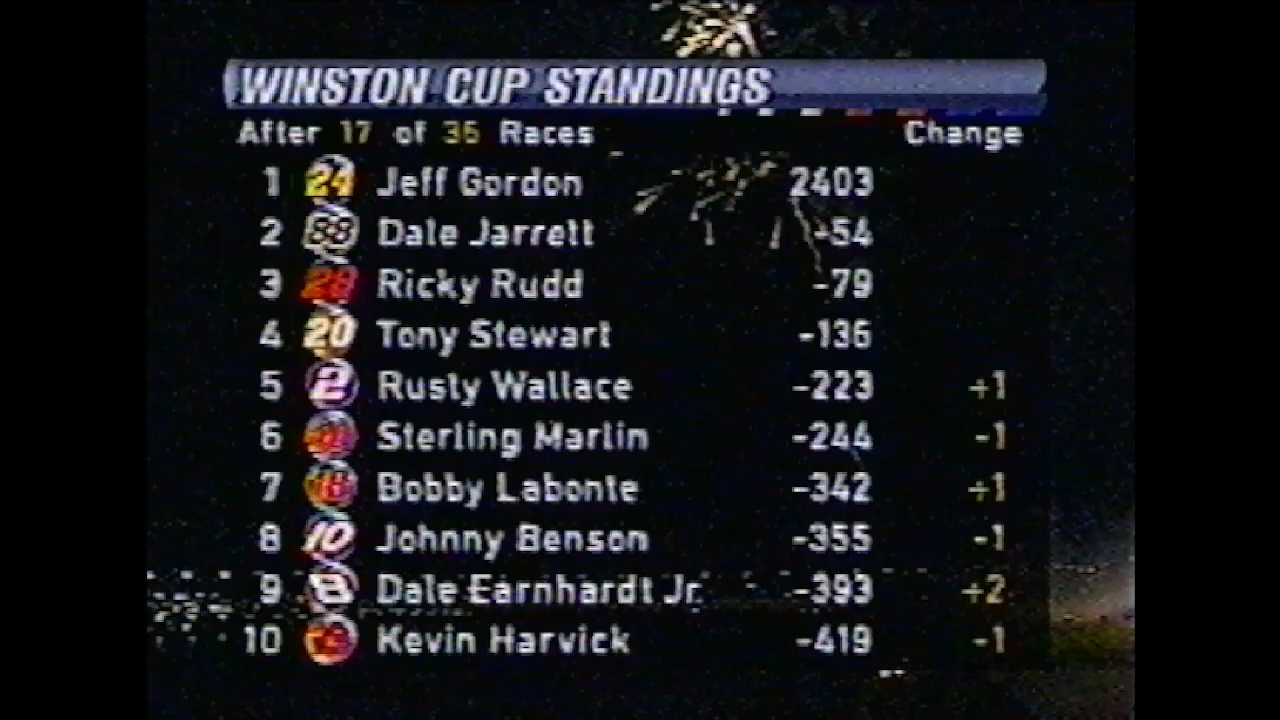 WINSTON CUP STANDINGS
After 17 of 35 Races Change
1 24 Jeff Gordon 2403
2 88 Dale Jarrett -54
3 28 Ricky Rudd -79
4 20 Tony Stewart -136
5 2 Rusty Wallace -223 +1
6 Sterling Marlin -244 -1
7 18 Bobby Labonte -342 +1
8 10 Johnny Benson -355 -1
9 8 Dale Earnhardt Jr. -393 +2
10 Kevin Harvick -419 -1